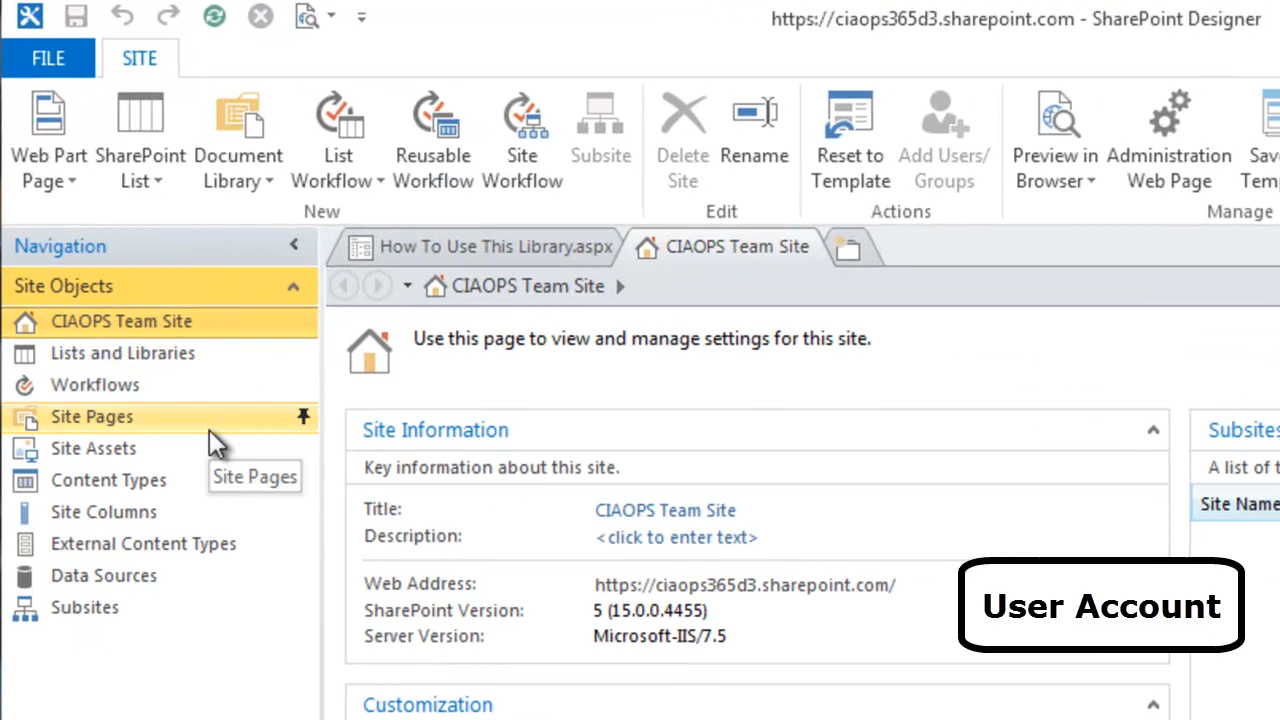 https://ciaops365d3.sharepoint.com - SharePoint Designer
FILE
SITE
Web Part Page
SharePoint List
Document Library
List Workflow
Reusable Workflow
Site Workflow
Subsite
Delete Site
Rename
Reset to Template
Add Users/ Groups
Preview in Browser
Administration Web Page
New
Edit
Actions
Manage
Navigation
How To Use This Library.aspx
CIAOPS Team Site
Site Objects
CIAOPS Team Site
CIAOPS Team Site
Lists and Libraries
Workflows
Site Pages
Site Assets
Site Pages
Content Types
Site Columns
External Content Types
Data Sources
Subsites
Use this page to view and manage settings for this site.
Site Information
Key information about this site.
Title: CIAOPS Team Site
Description: <click to enter text>
Web Address: https://ciaops365d3.sharepoint.com/
SharePoint Version: 5 (15.0.0.4455)
Server Version: Microsoft-IIS/7.5
Customization
Subsites
A list of t
Site Name
User Account